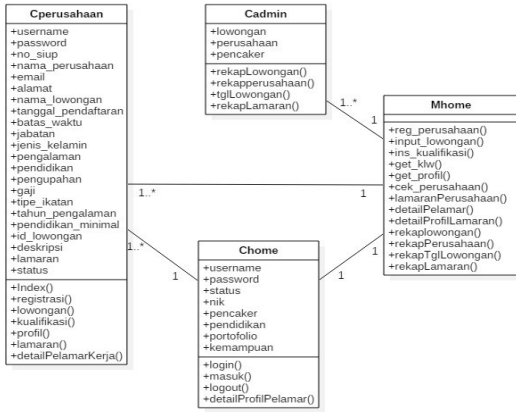 Cperusahaan
+username
+password
+no_siup
+nama_perusahaan
+email
+alamat
+nama_lowongan
+tanggal_pendaftaran
+batas_waktu
+jabatan
+jenis_kelamin
+pengalaman
+pendidikan
+pengupahan
+gaji
+tipe_ikatan
+tahun_pengalaman
+pendidikan_minimal
+id_lowongan
+deskripsi
+lamaran
+status
+Index()
+registrasi()
+lowongan()
+kualifikasi()
+profil()
+lamaran()
+detailPelamarKerja()
Cadmin
+lowongan
+perusahaan
+pencaker
+rekapLowongan()
+rekapperusahaan()
+tglLowongan()
+rekapLamaran()
1..*
1
Mhome
+reg_perusahaan()
+input_lowongan()
+ins_kualifikasi()
+get_klw()
+get_profil()
+cek_perusahaan()
+lamaranPerusahaan()
+detailPelamar()
+detailProfilLamaran()
+rekaplowongan()
+rekapPerusahaan()
+rekapTglLowongan()
+rekapLamaran()
1..*
1
1..*
1
1
1
Chome
+username
+password
+status
+nik
+pencaker
+pendidikan
+portofolio
+kemampuan
+login()
+masuk()
+logout()
+detailProfilPelamar()